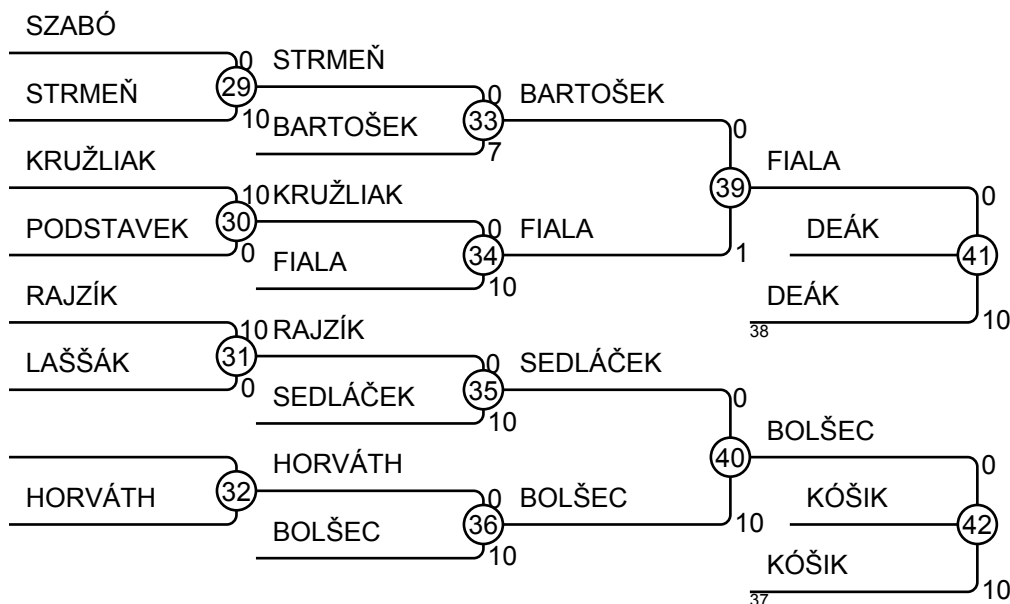 SZABÓ
0
STRMEŇ
29
STRMEŇ
10
0
BARTOŠEK
BARTOŠEK
33
7
KRUŽLIAK
10
KRUŽLIAK
PODSTAVEK
30
0
0
FIALA
FIALA
34
10
0
39
1
FIALA
0
DEÁK
41
DEÁK
38
10
RAJZÍK
10
RAJZÍK
LAŠŠÁK
31
0
0
SEDLÁČEK
SEDLÁČEK
35
10
HORVÁTH
HORVÁTH
32
0
BOLŠEC
BOLŠEC
36
10
0
40
10
BOLŠEC
0
KÓŠIK
42
KÓŠIK
37
10